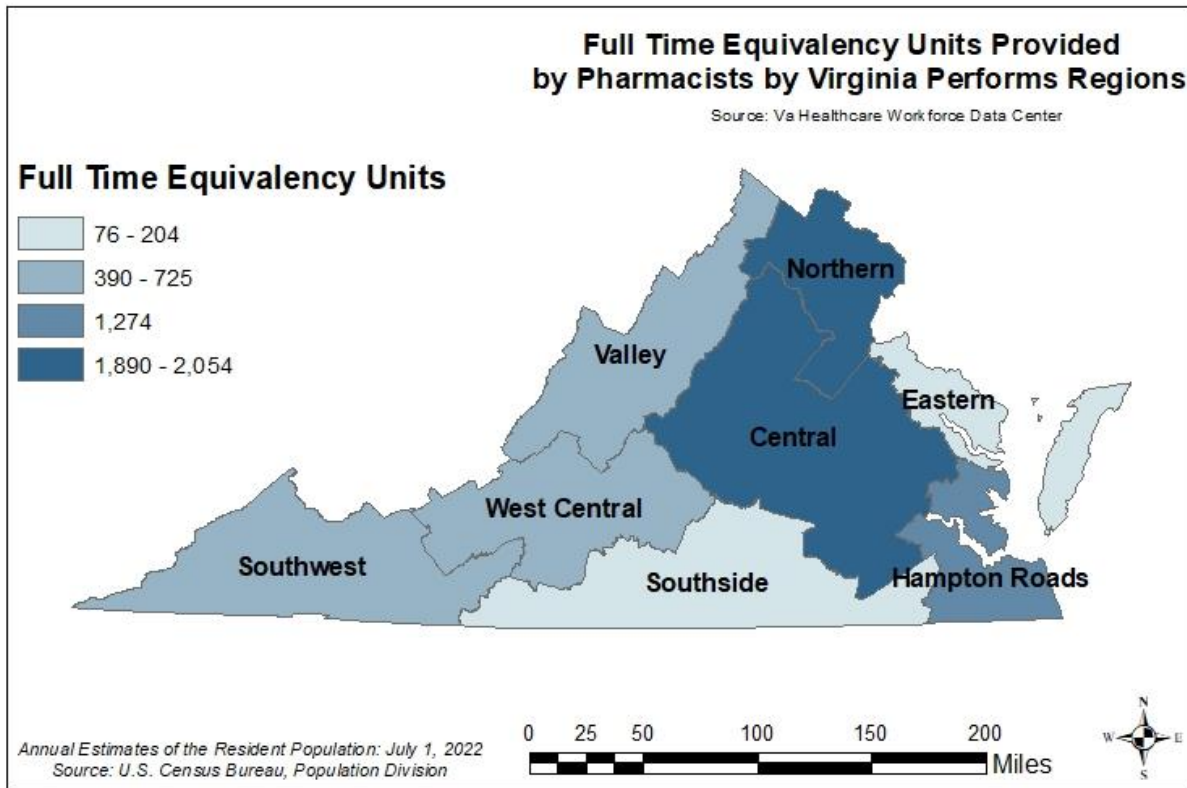 Full Time Equivalency Units Provided
by Pharmacists by Virginia Performs Regions
Source: Va Healthcare Workforce Data Center
Full Time Equivalency Units
76 - 204
390 - 725
1,274
1,890 - 2,054
Northern
Valley
Eastern
Central
West Central
Southwest
Southside
Hampton Roads
Annual Estimates of the Resident Population: July 1, 2022
Source: U.S. Census Bureau, Population Division
0 25 50 100 150 200
Miles
N
W E
S